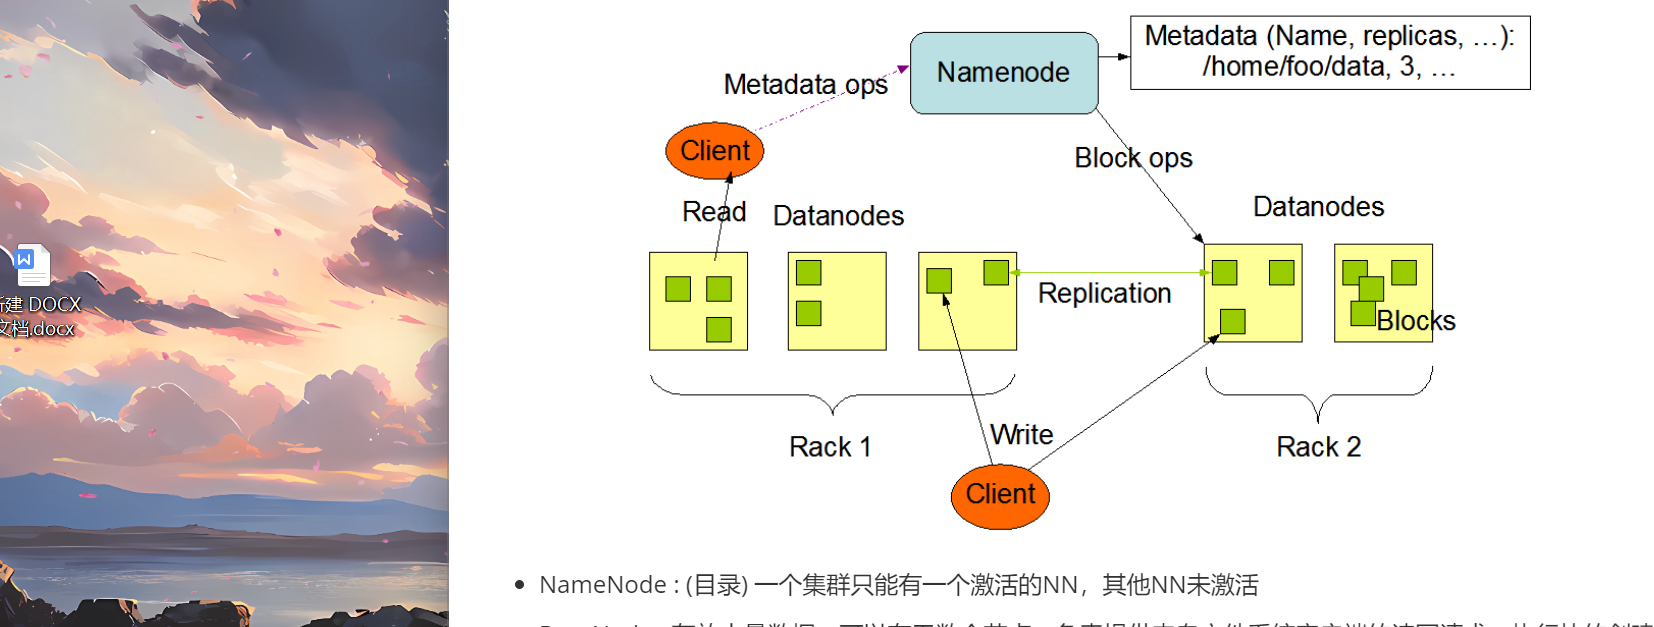 Metadata (Name, replicas, ...):
/home/foo/data, 3, ...
Namenode
Metadata ops
Client
Block ops
Read
Datanodes
Datanodes
Replication
Blocks
Rack 1
Write
Rack 2
Client
建 DOCX
文档.docx
NameNode : (目录) 一个集群只能有一个激活的NN，其他NN未激活